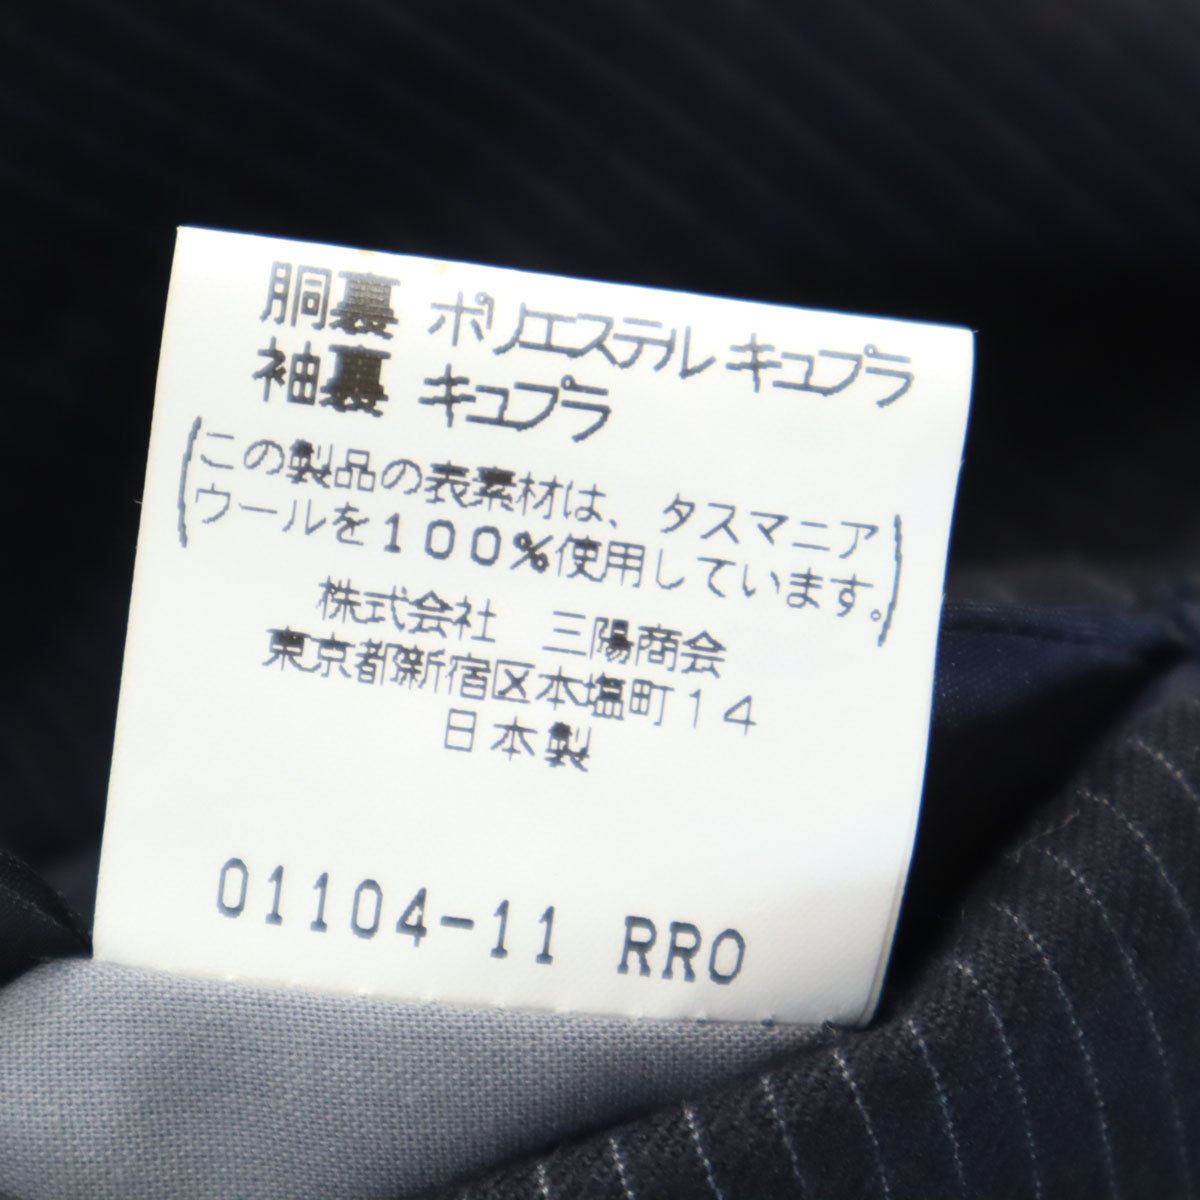 胴裏 ポリエステル キュプラ
袖裏 キュプラ
(この製品の表素材は、タスマニア
ウールを100%使用しています。)
株式会社 三陽商会
東京都新宿区本塩町14
日本製
01104-11 RRO